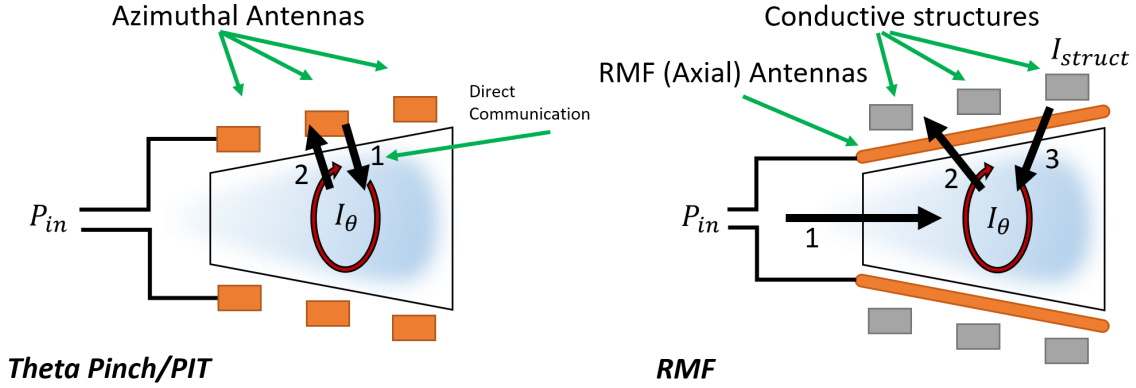 Azimuthal Antennas
Direct
Communication
1
2
P_in
I_θ
Theta Pinch/PIT
Conductive structures
I_struct
RMF (Axial) Antennas
2
3
P_in
1
I_θ
RMF